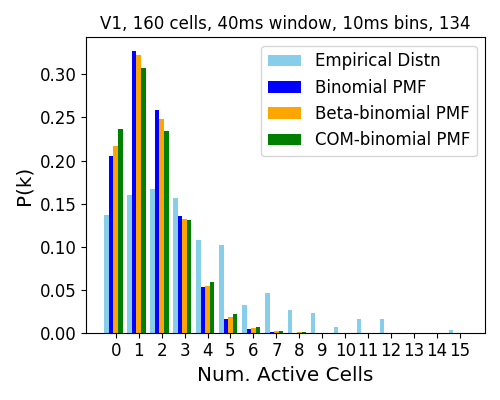 V1, 160 cells, 40ms window, 10ms bins, 134
Empirical Distn
Binomial PMF
Beta-binomial PMF
COM-binomial PMF
P(k)
0.30
0.25
0.20
0.15
0.10
0.05
0.00
0 1 2 3 4 5 6 7 8 9 10 11 12 13 14 15
Num. Active Cells